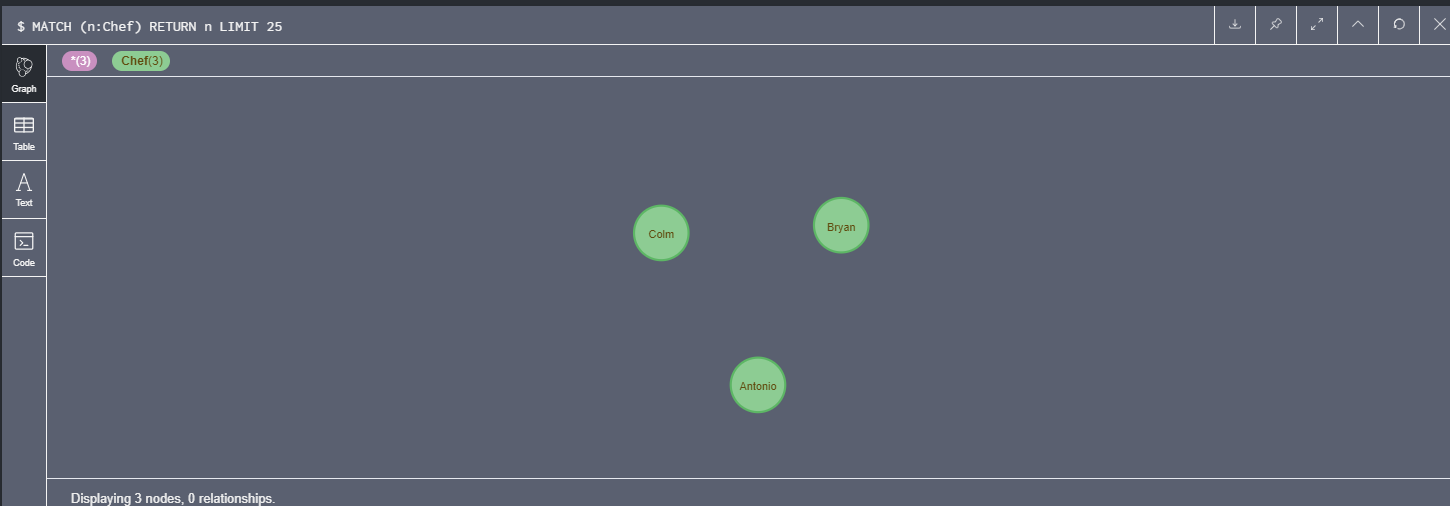 $ MATCH (n:Chef) RETURN n LIMIT 25
*(3) Chef(3)
Graph
Table
A
Text
Code
Colm
Bryan
Antonio
Displaying 3 nodes, 0 relationships.